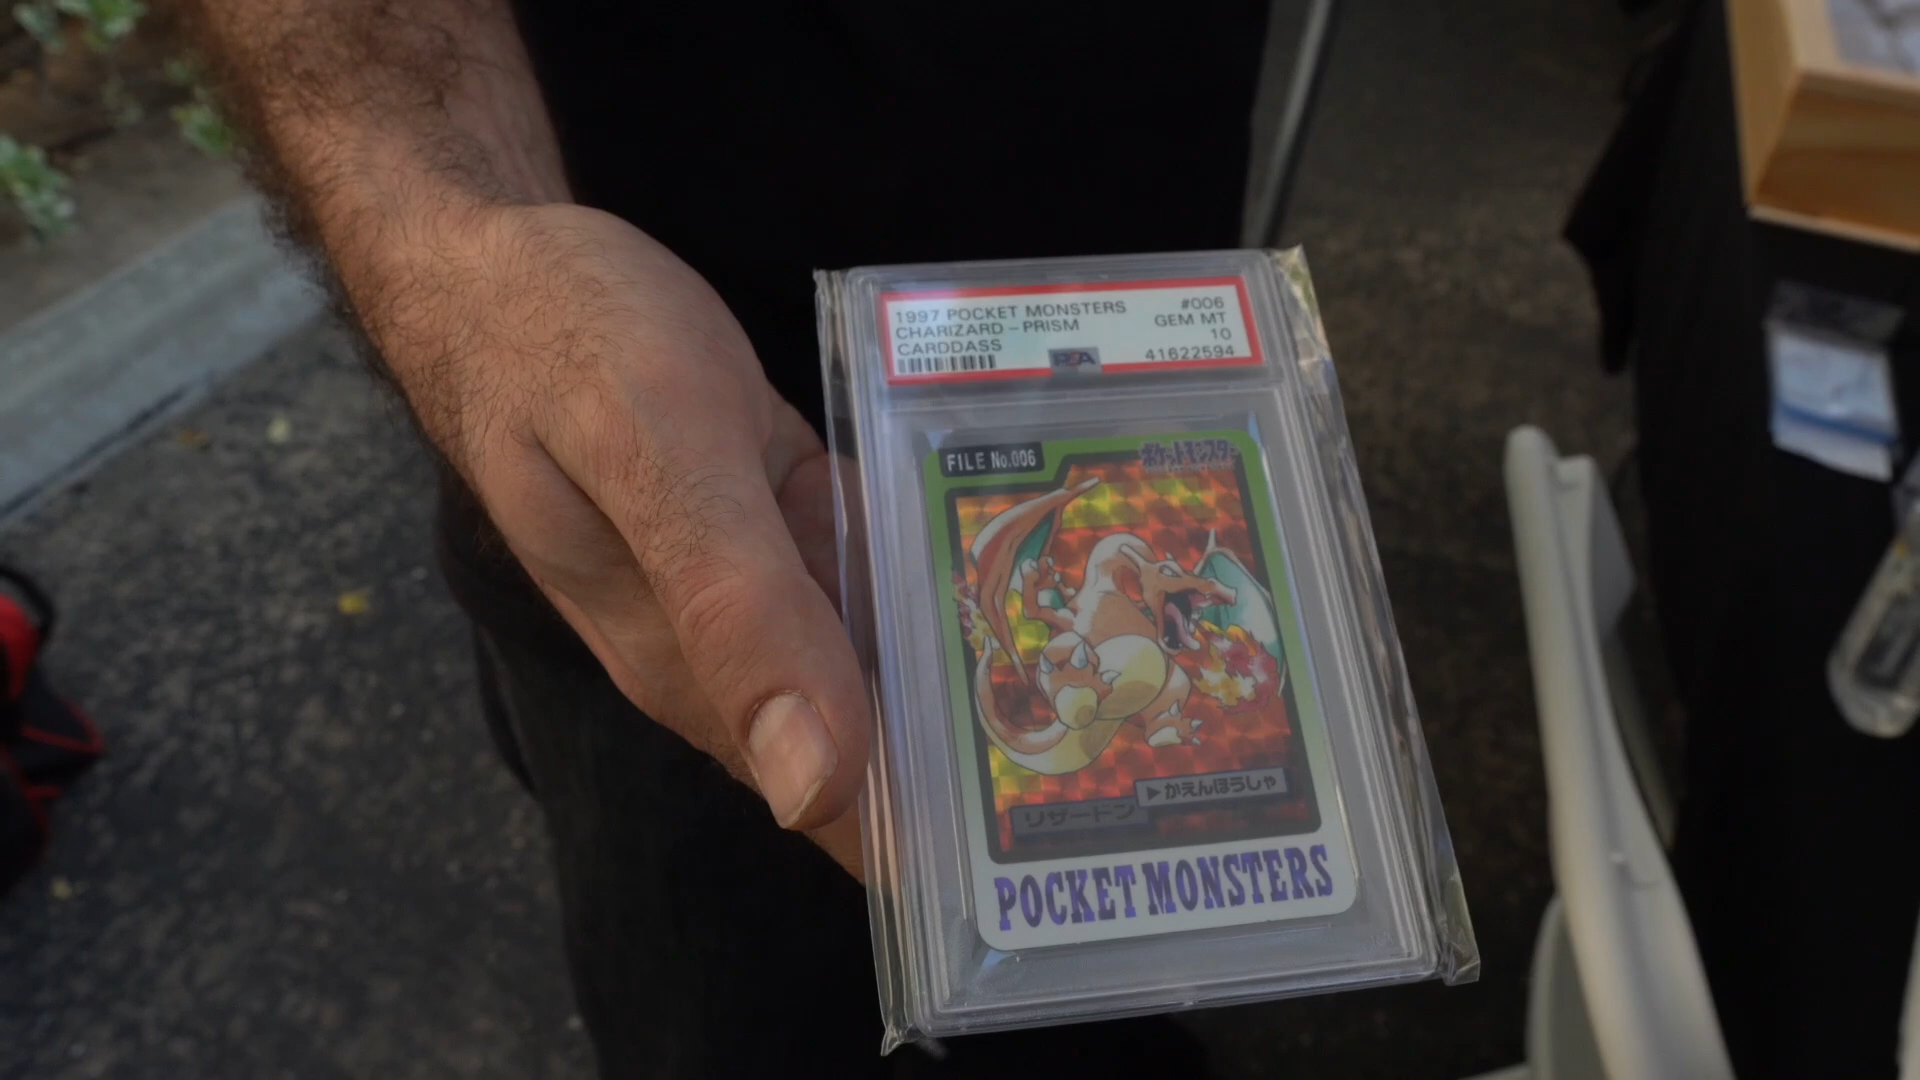 1997 POCKET MONSTERS #006
CHARIZARD - PRISM GEM MT
CARDDASS 10
PSA 41622594
FILE No.006
ポケットモンスター
▶かえんほうしゃ
リザードン
POCKET MONSTERS